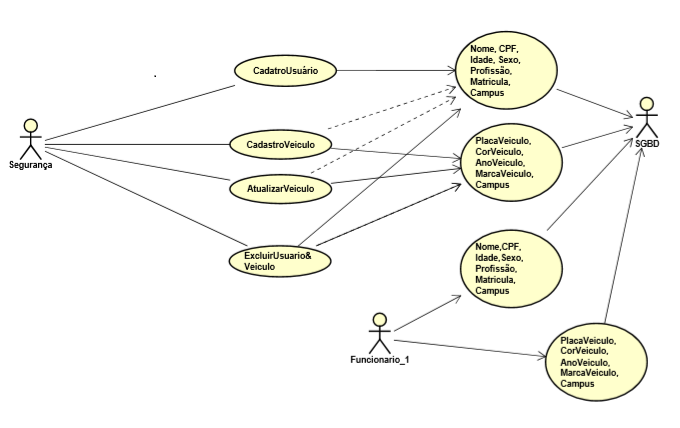 Nome, CPF,
Idade, Sexo,
Profissão,
Matricula,
Campus
CadatroUsuário
SGBD
Segurança
CadastroVeiculo
PlacaVeiculo,
CorVeiculo,
AnoVeiculo,
MarcaVeiculo,
Campus
AtualizarVeiculo
ExcluirUsuario&
Veiculo
Nome,CPF,
Idade,Sexo,
Profissão,
Matricula,
Campus
Funcionario_1
PlacaVeiculo,
CorVeiculo,
AnoVeiculo,
MarcaVeiculo,
Campus